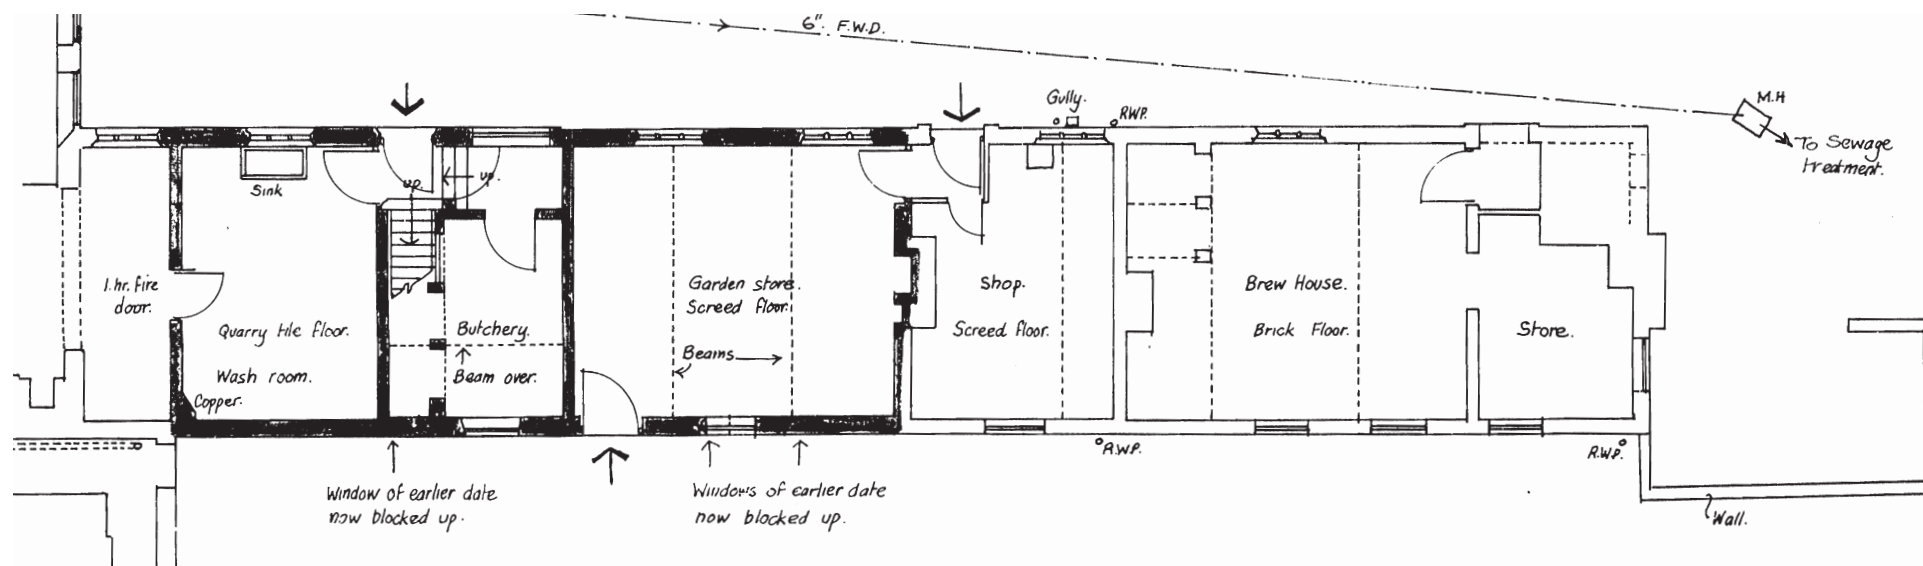 6". F.W.D.
M.H
To Sewage
treatment.
Gully.
RWP.
Sink
up.
up.
1.hr. fire
door.
Quarry tile floor.
Wash room.
Copper.
Butchery.
Beam over.
Garden store.
Screed floor.
Beams
Shop.
Screed floor.
Brew House.
Brick Floor.
Store.
R.W.P.
R.W.P.
Window of earlier date
now blocked up.
Windows of earlier date
now blocked up.
Wall.